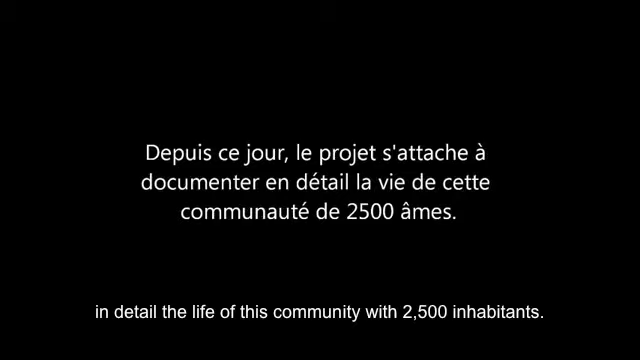 Depuis ce jour, le projet s'attache à
documenter en détail la vie de cette
communauté de 2500 âmes.
in detail the life of this community with 2,500 inhabitants.